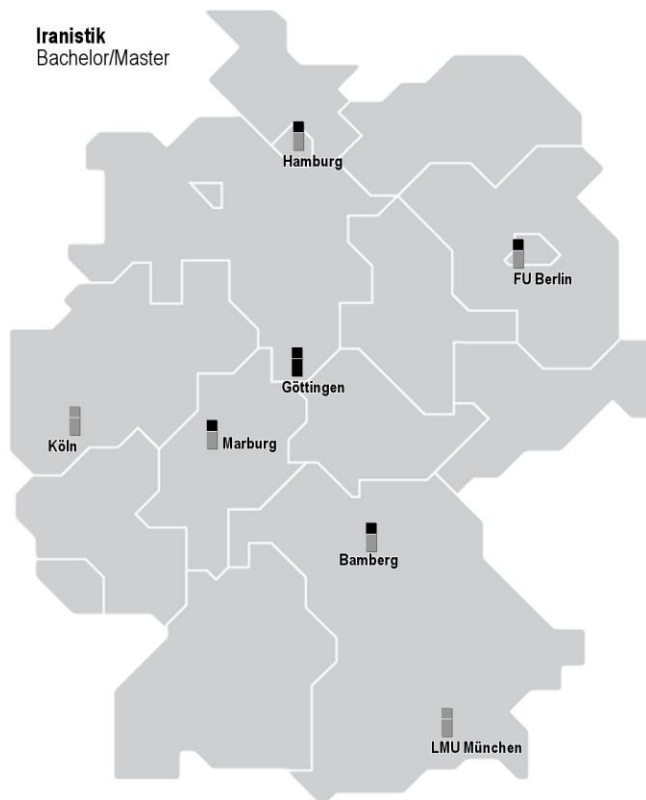 Iranistik
Bachelor/Master
Hamburg
FU Berlin
Göttingen
Köln
Marburg
Bamberg
LMU München